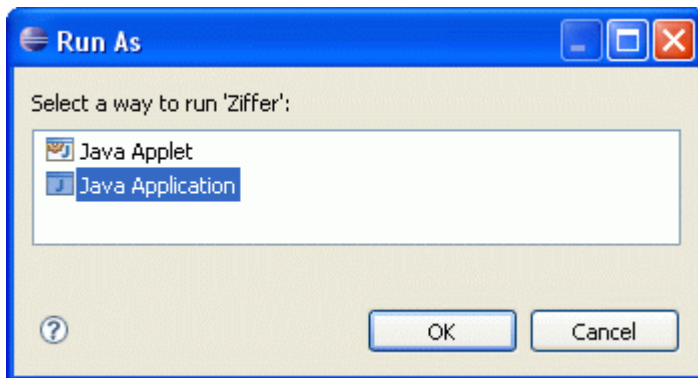 Run As
Select a way to run 'Ziffer':
Java Applet
Java Application
OK Cancel